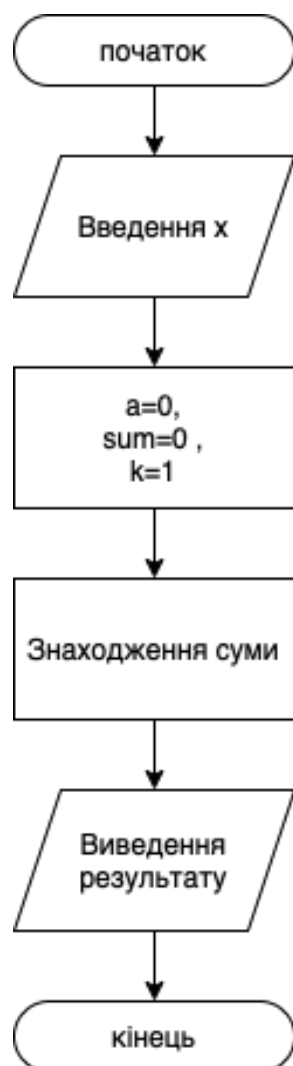 початок
Введення x
a=0,
sum=0 ,
k=1
Знаходження суми
Виведення
результату
кінець